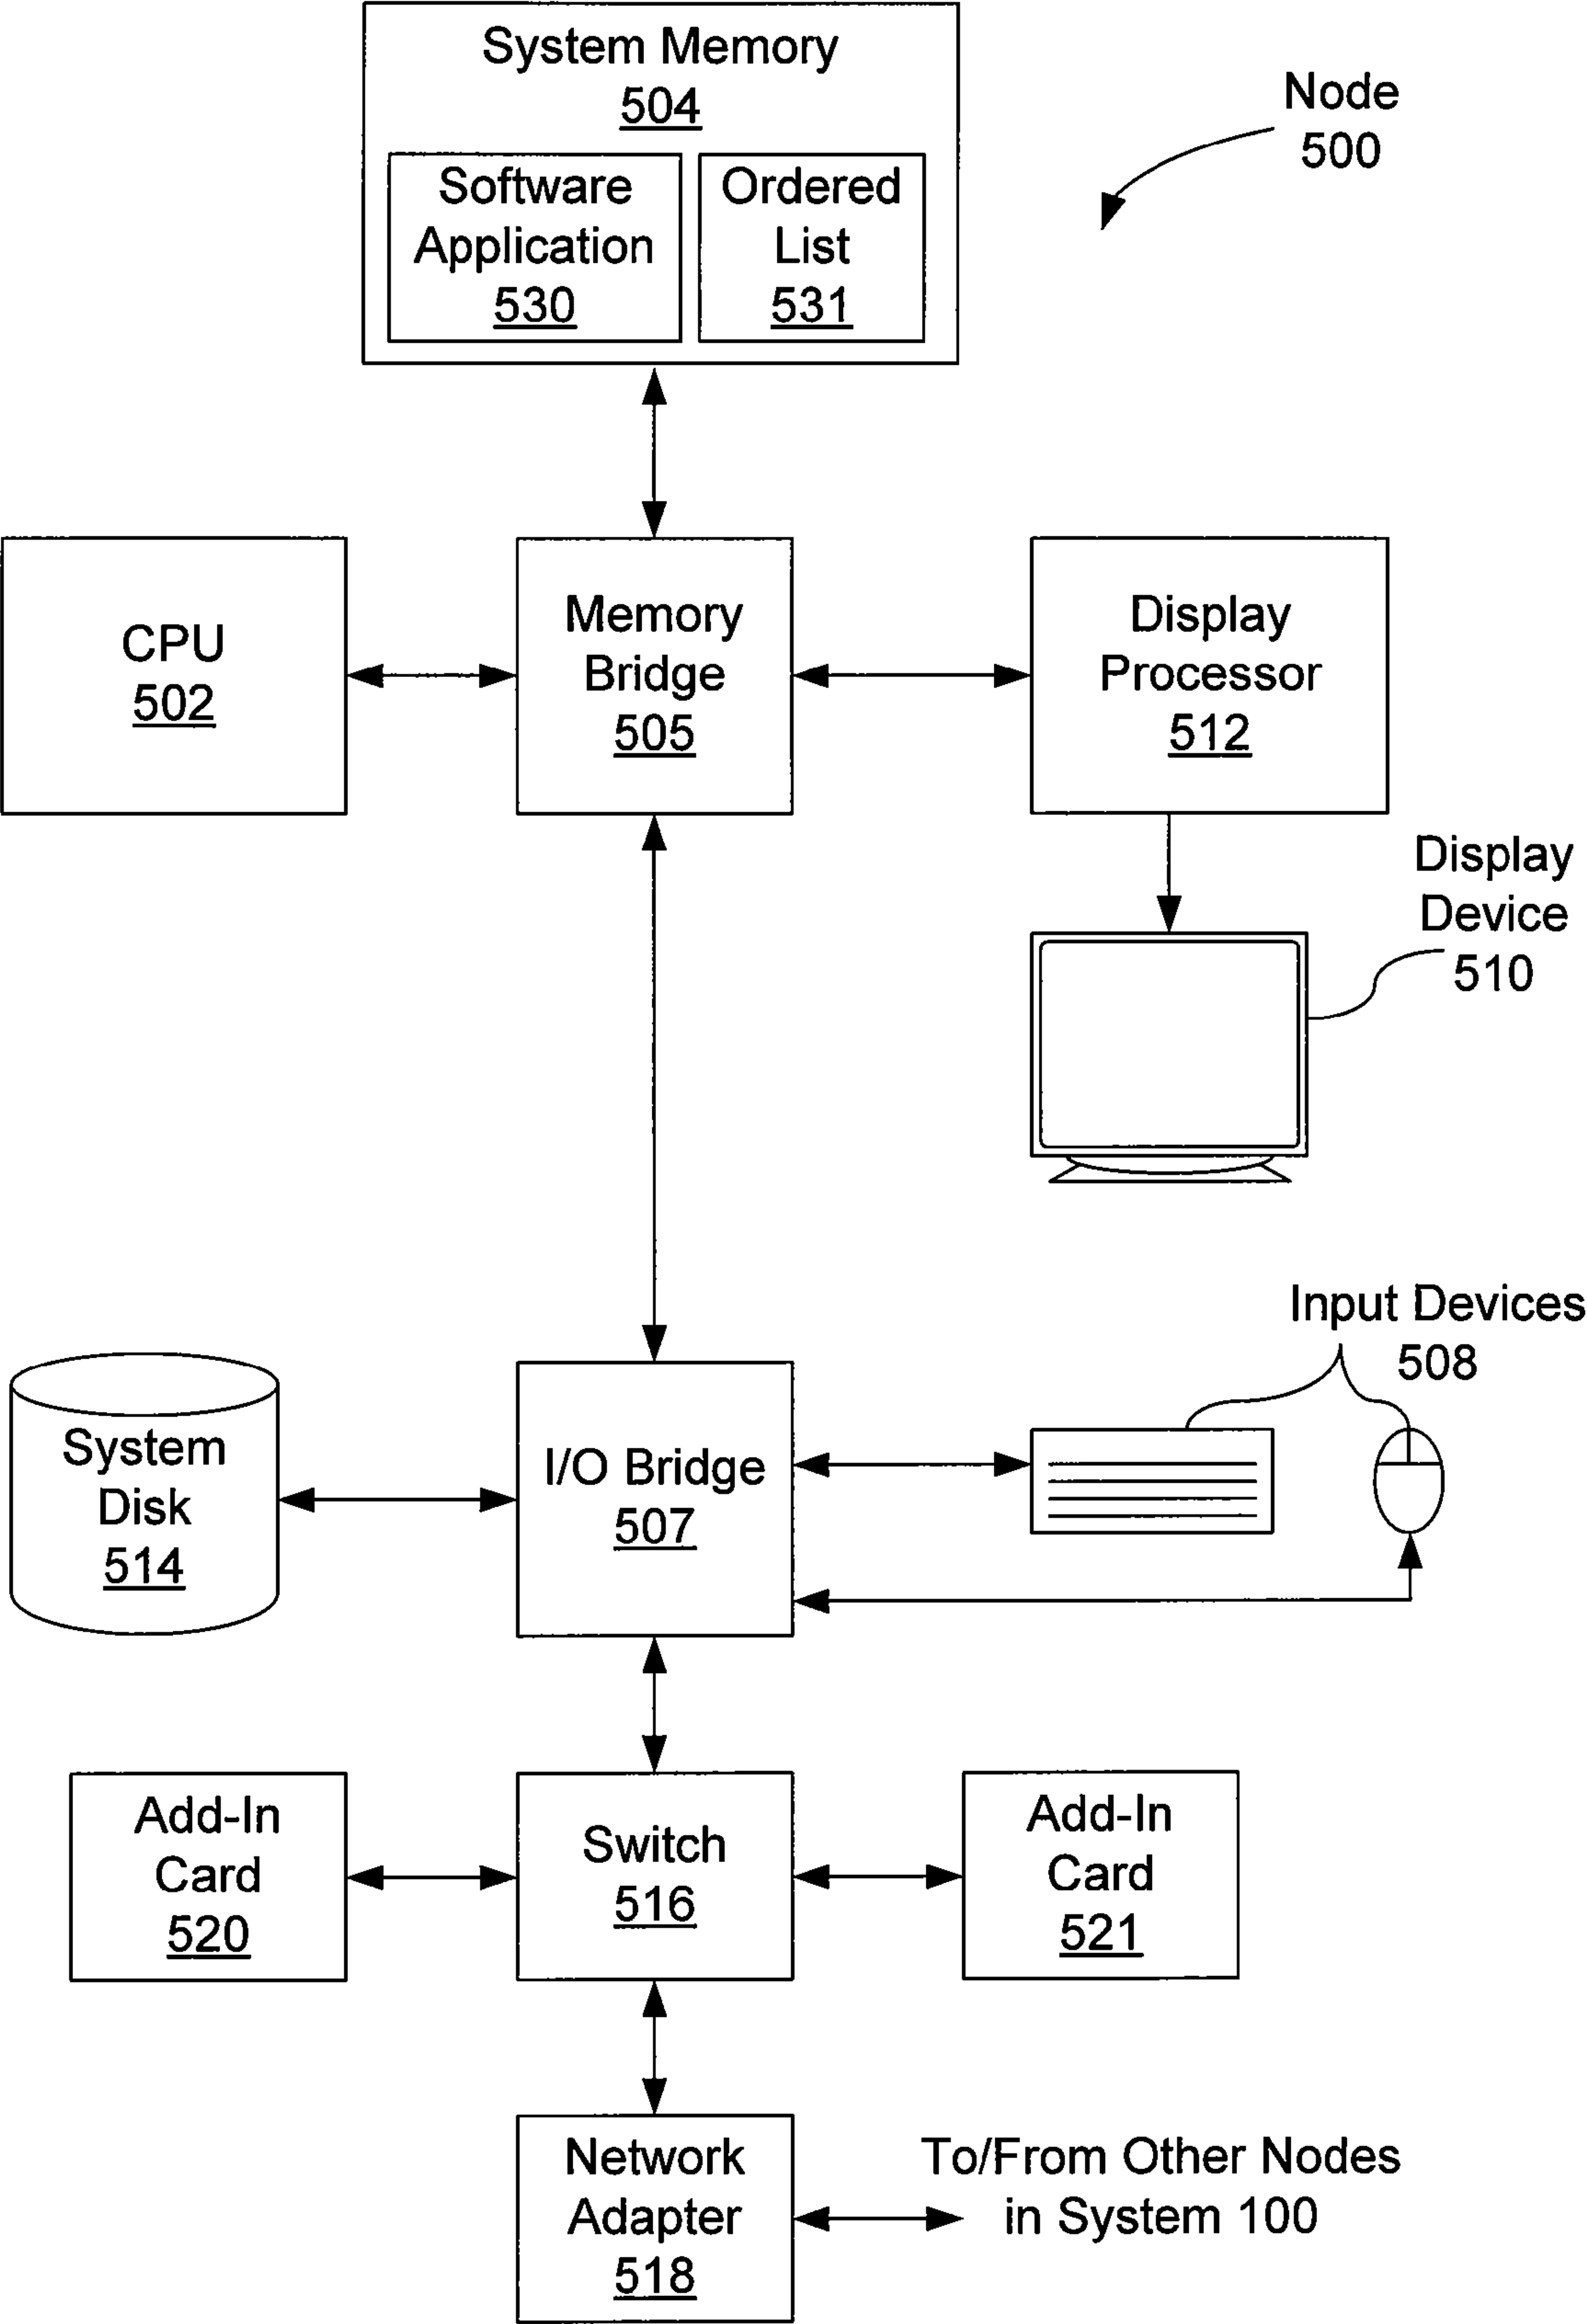 System Memory
504
Software
Application
530
Ordered
List
531
Node
500
CPU
502
Memory
Bridge
505
Display
Processor
512
Display
Device
510
Input Devices
508
System
Disk
514
I/O Bridge
507
Add-In
Card
520
Switch
516
Add-In
Card
521
Network
Adapter
518
To/From Other Nodes
in System 100